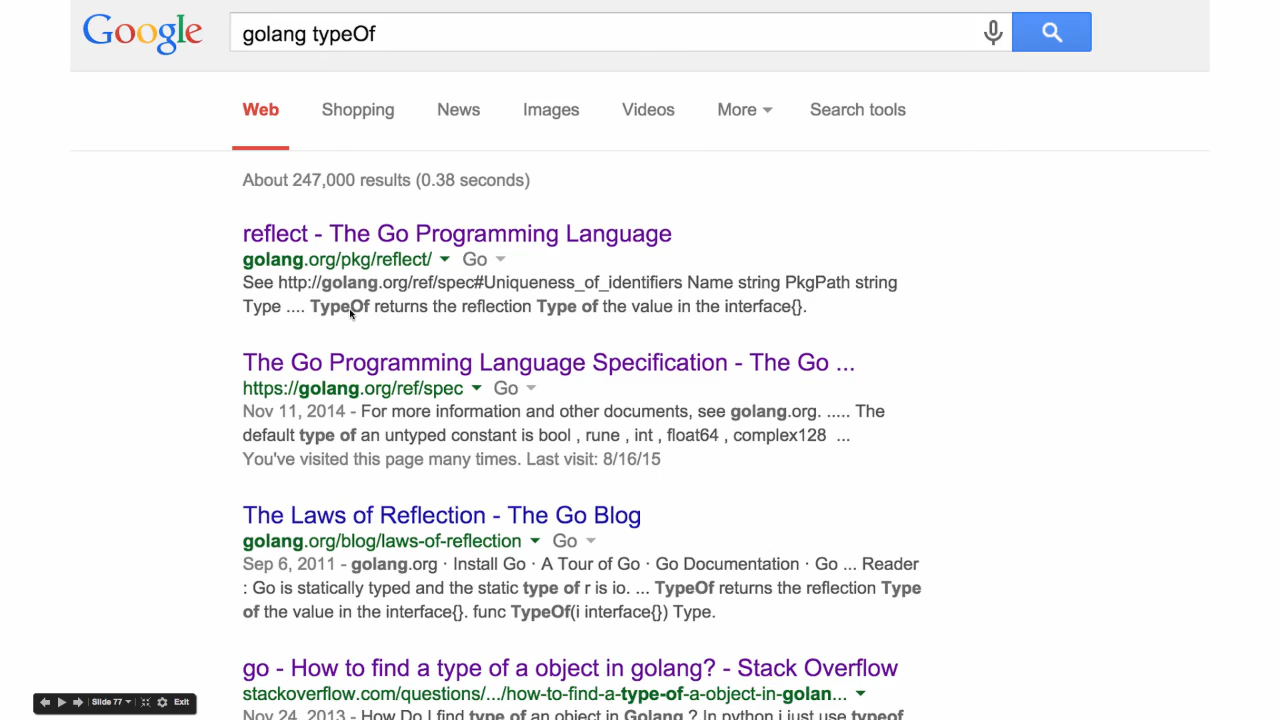 Google
golang typeOf
Web Shopping News Images Videos More Search tools
About 247,000 results (0.38 seconds)
reflect - The Go Programming Language
golang.org/pkg/reflect/ Go
See http://golang.org/ref/spec#Uniqueness_of_identifiers Name string PkgPath string
Type .... TypeOf returns the reflection Type of the value in the interface{}.
The Go Programming Language Specification - The Go ...
https://golang.org/ref/spec Go
Nov 11, 2014 - For more information and other documents, see golang.org. ..... The
default type of an untyped constant is bool , rune , int , float64 , complex128 ...
You've visited this page many times. Last visit: 8/16/15
The Laws of Reflection - The Go Blog
golang.org/blog/laws-of-reflection Go
Sep 6, 2011 - golang.org · Install Go · A Tour of Go · Go Documentation · Go ... Reader
: Go is statically typed and the static type of r is io. ... TypeOf returns the reflection Type
of the value in the interface{}. func TypeOf(i interface{}) Type.
go - How to find a type of a object in golang? - Stack Overflow
stackoverflow.com/questions/.../how-to-find-a-type-of-a-object-in-golan...
Nov 24, 2013 - How Do I find type of an object in Golang ? In python i just use typeof
Slide 77 Exit